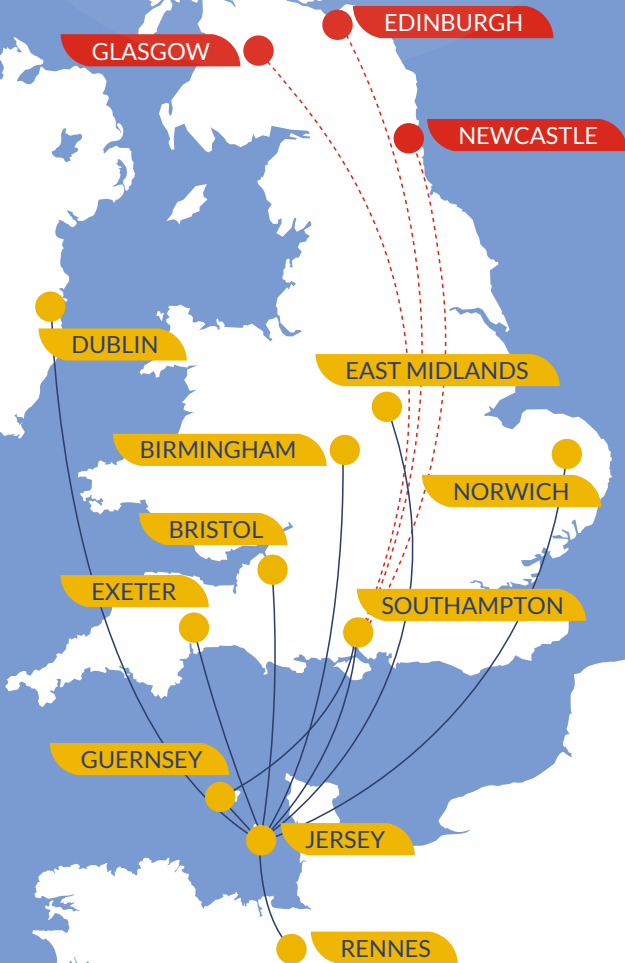 EDINBURGH
GLASGOW
NEWCASTLE
DUBLIN
EAST MIDLANDS
BIRMINGHAM
NORWICH
BRISTOL
EXETER
SOUTHAMPTON
GUERNSEY
JERSEY
RENNES